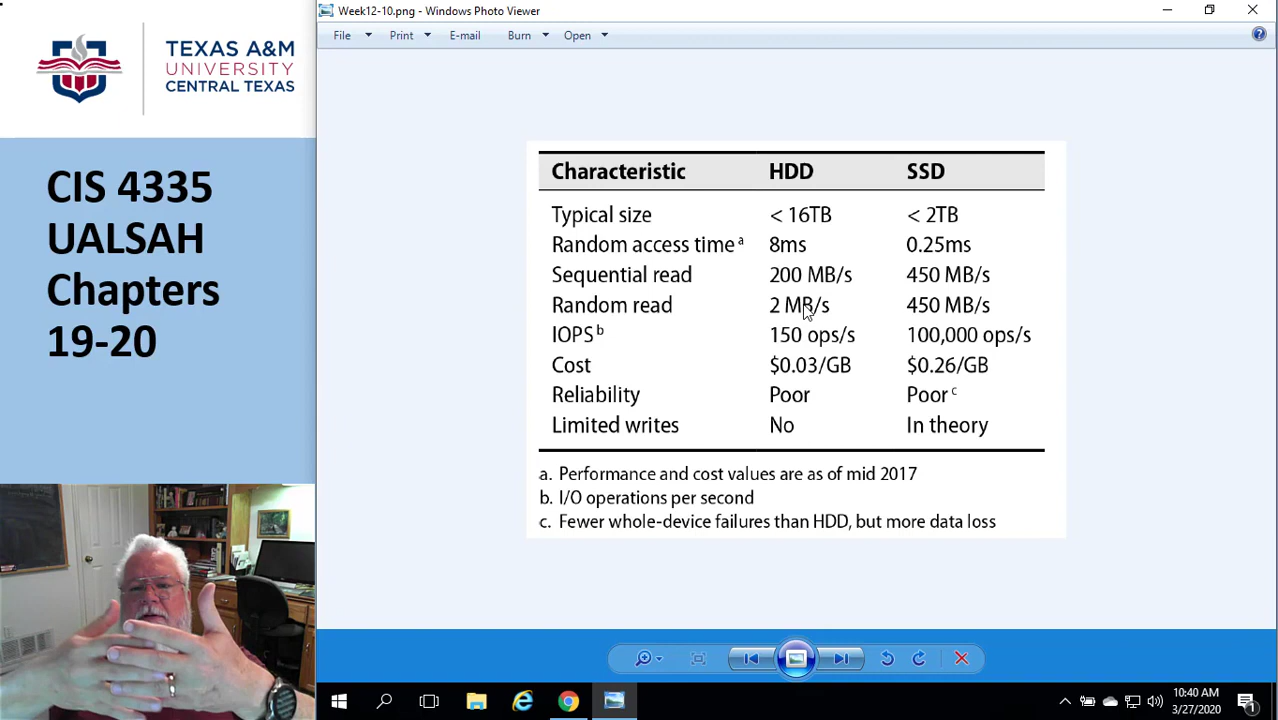 TEXAS A&M
UNIVERSITY
CENTRAL TEXAS
CIS 4335
UALSAH
Chapters
19-20
Week12-10.png - Windows Photo Viewer
File Print E-mail Burn Open
Characteristic HDD SSD
Typical size < 16TB < 2TB
Random access time a 8ms 0.25ms
Sequential read 200 MB/s 450 MB/s
Random read 2 MB/s 450 MB/s
IOPS b 150 ops/s 100,000 ops/s
Cost $0.03/GB $0.26/GB
Reliability Poor Poor c
Limited writes No In theory
a. Performance and cost values are as of mid 2017
b. I/O operations per second
c. Fewer whole-device failures than HDD, but more data loss
10:40 AM
3/27/2020
1